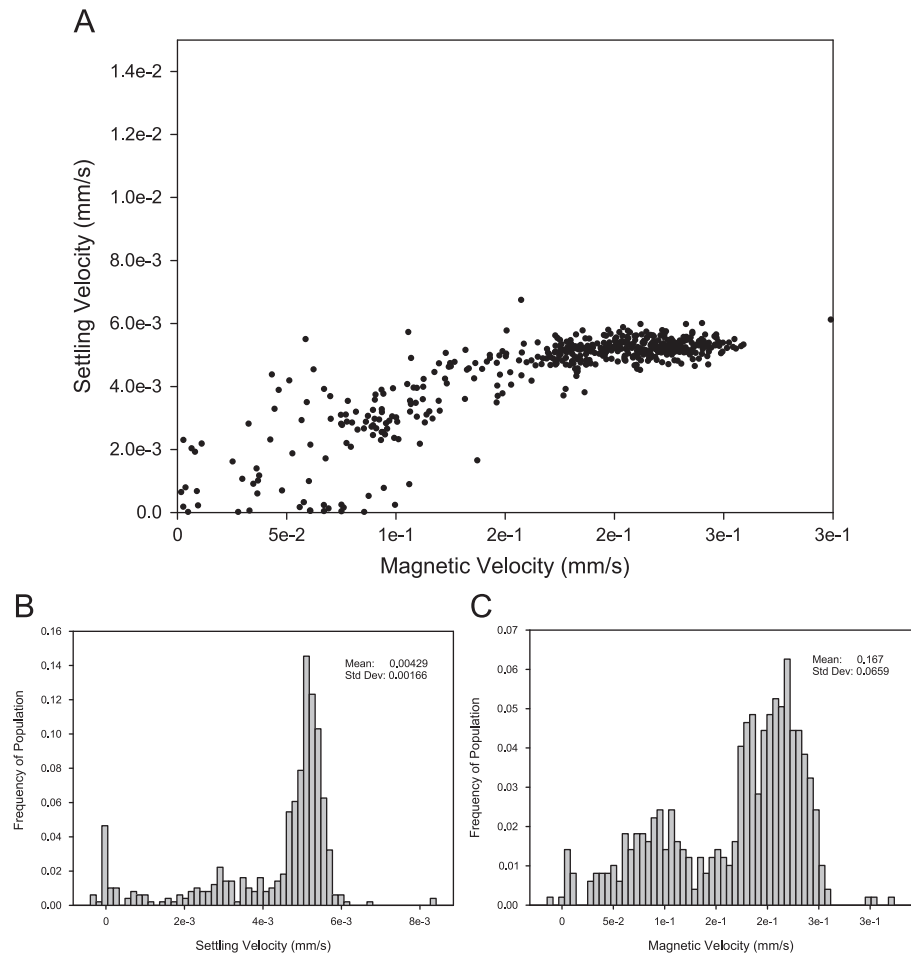 A
1.4e-2
1.2e-2
1.0e-2
8.0e-3
6.0e-3
4.0e-3
2.0e-3
0.0
Settling Velocity (mm/s)
0 5e-2 1e-1 2e-1 2e-1 3e-1 3e-1
Magnetic Velocity (mm/s)
B
0.16
0.14
0.12
0.10
0.08
0.06
0.04
0.02
0.00
Frequency of Population
Mean: 0.00429
Std Dev: 0.00166
0 2e-3 4e-3 6e-3 8e-3
Settling Velocity (mm/s)
C
0.07
0.06
0.05
0.04
0.03
0.02
0.01
0.00
Frequency of Population
Mean: 0.167
Std Dev: 0.0659
0 5e-2 1e-1 2e-1 2e-1 3e-1 3e-1
Magnetic Velocity (mm/s)